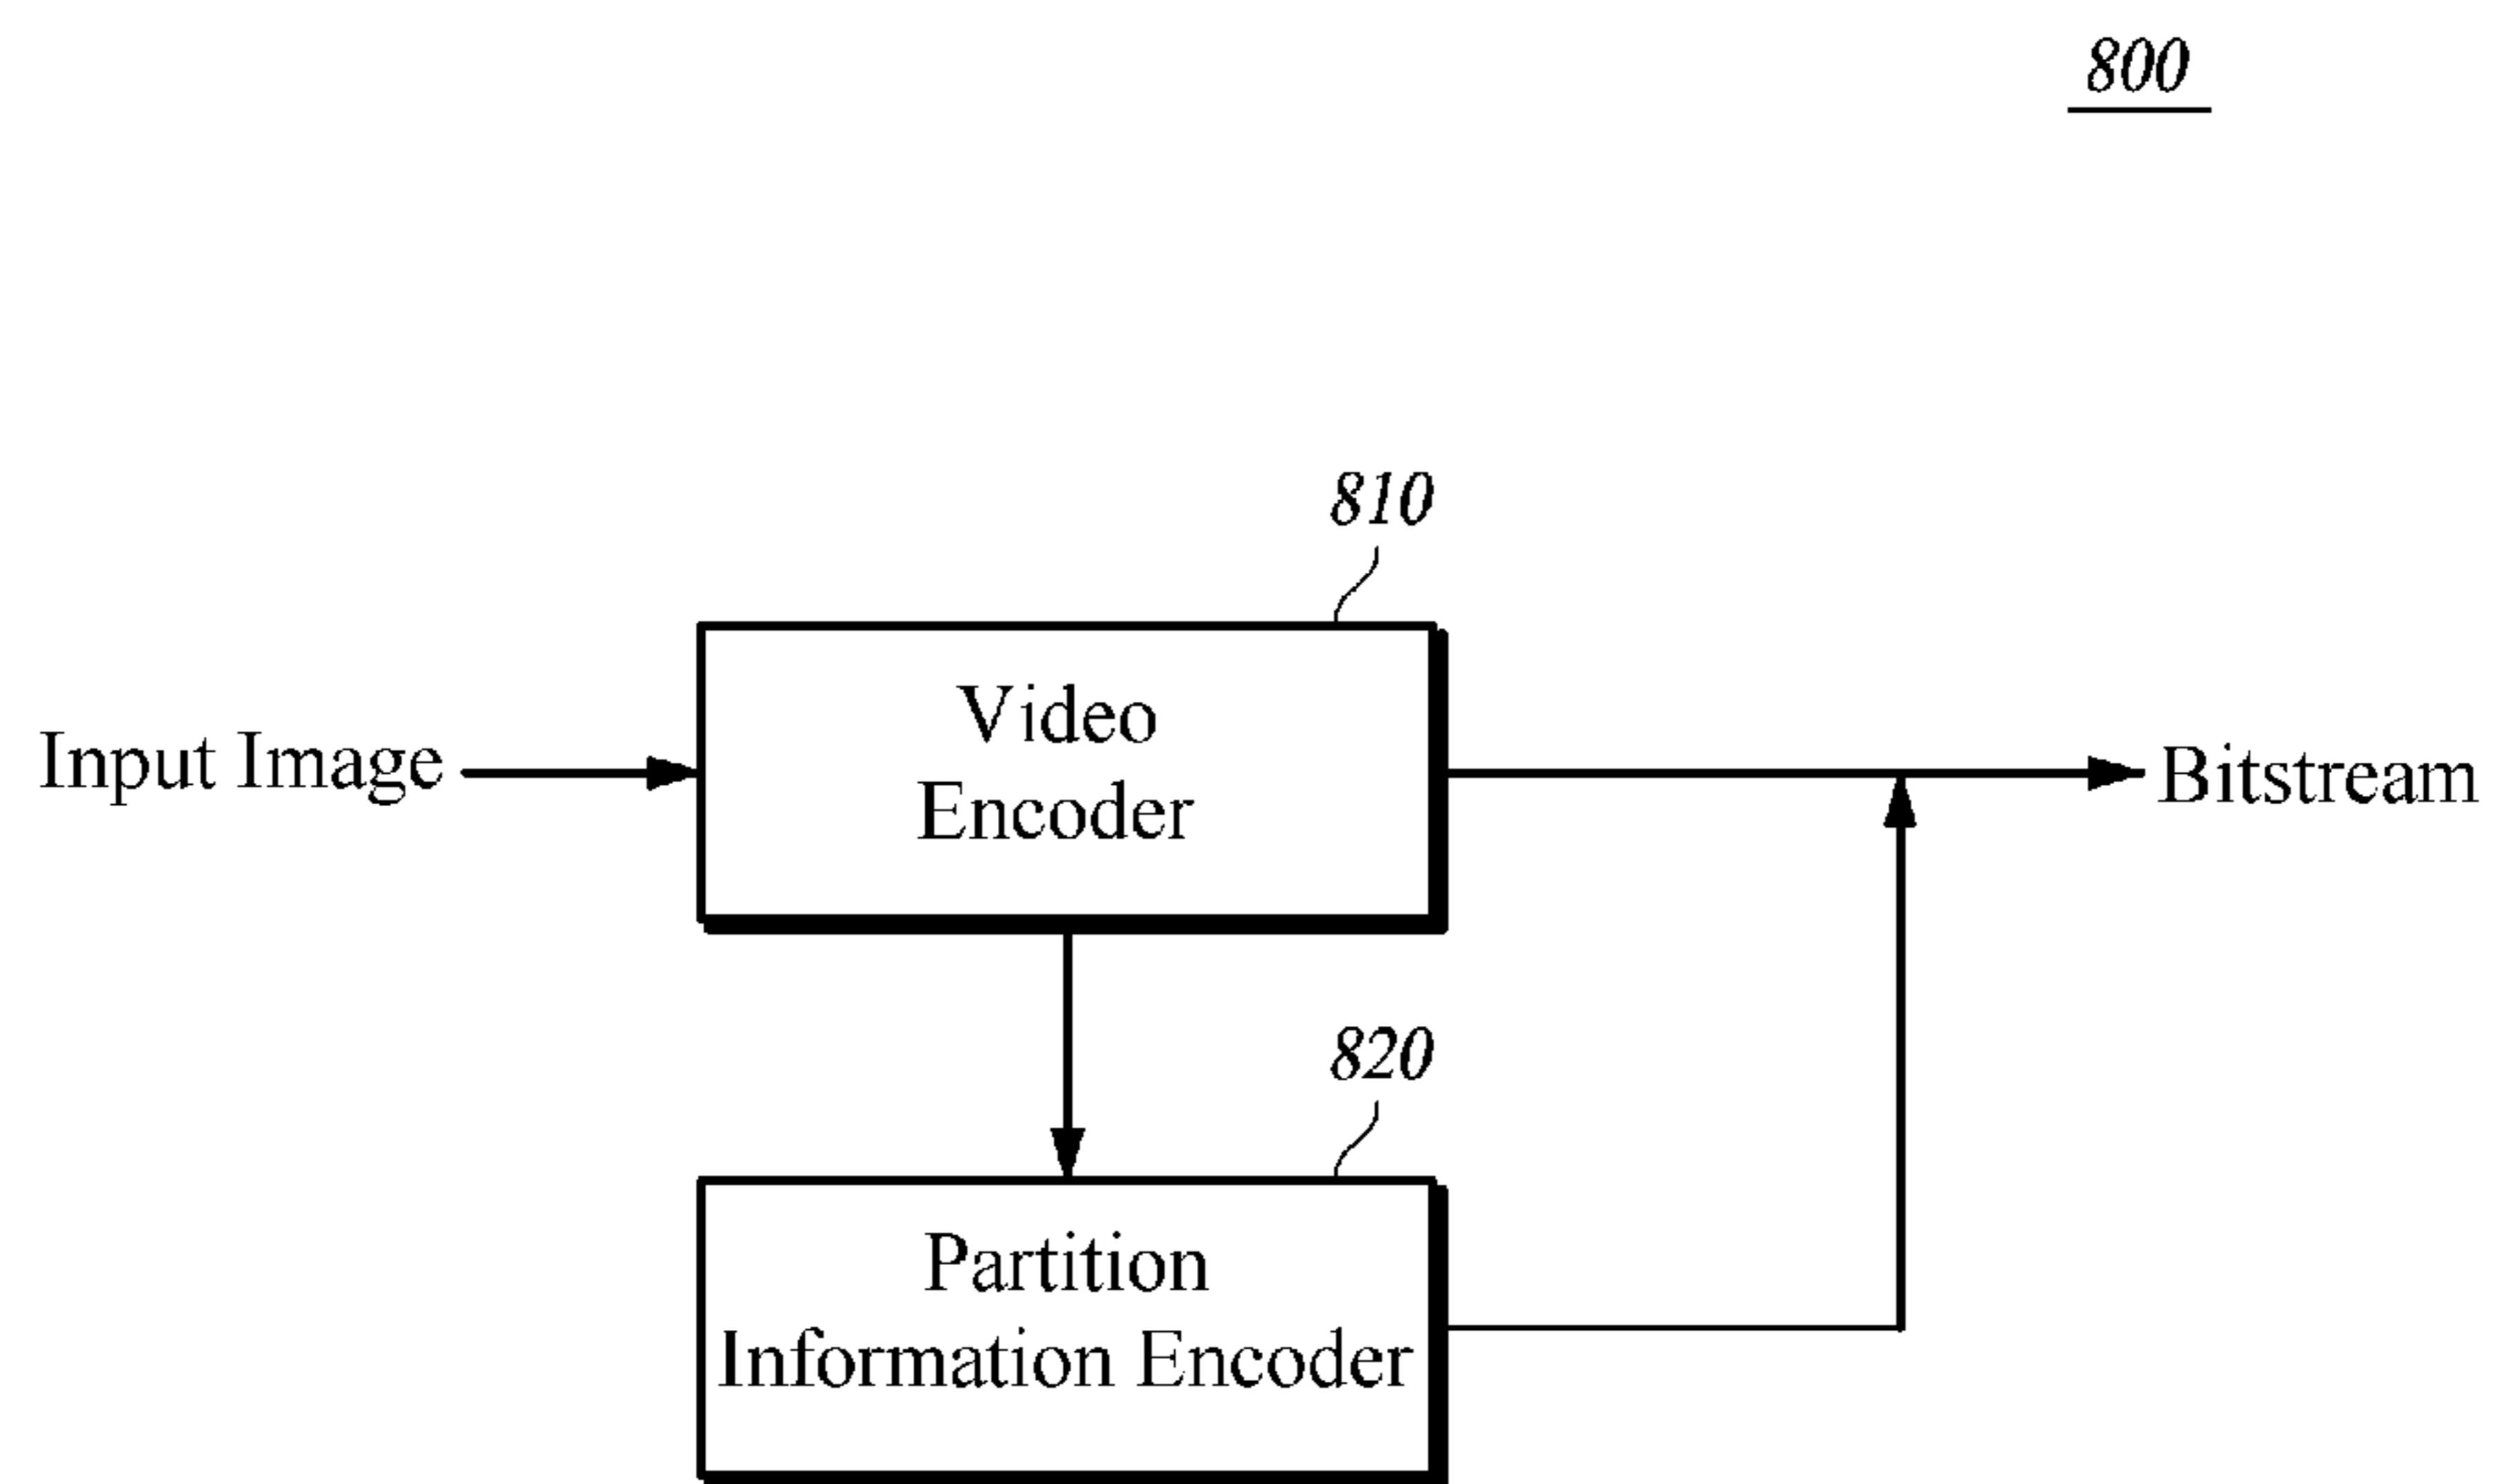 800
810
Video
Encoder
Input Image
Bitstream
820
Partition
Information Encoder